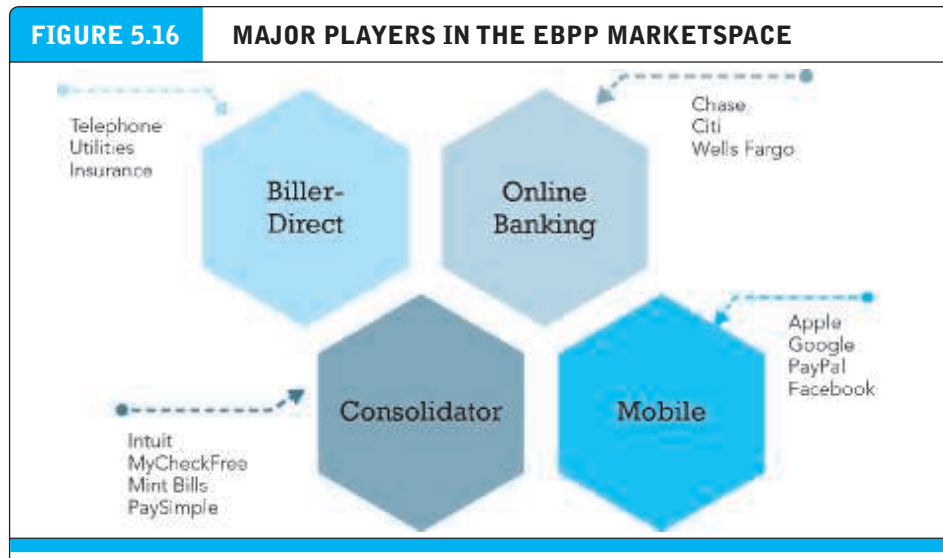 FIGURE 5.16 MAJOR PLAYERS IN THE EBPP MARKETSPACE
Telephone
Utilities
Insurance
Biller-
Direct
Online
Banking
Chase
Citi
Wells Fargo
Consolidator
Intuit
MyCheckFree
Mint Bills
PaySimple
Mobile
Apple
Google
PayPal
Facebook